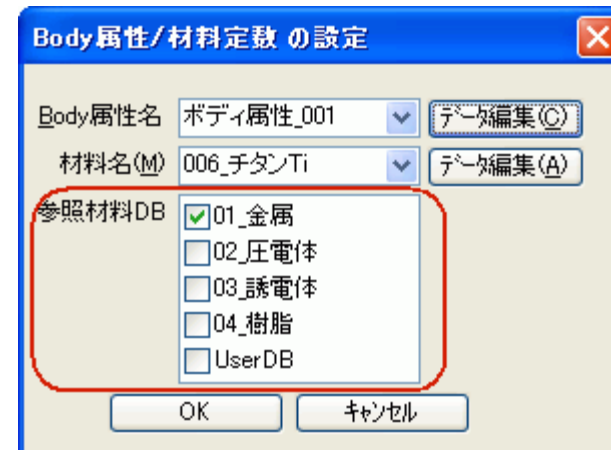 Body属性/材料定数 の設定
Body属性名 ボディ属性_001 データ編集(C)
材料名(M) 006_チタンTi データ編集(A)
参照材料DB 01_金属
02_圧電体
03_誘電体
04_樹脂
UserDB
OK キャンセル